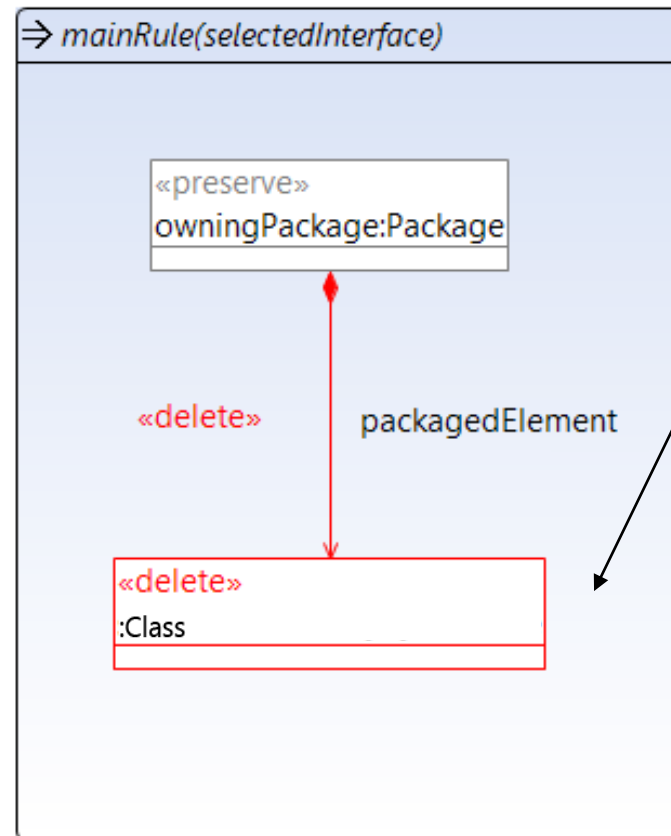 mainRule(selectedInterface)
«preserve»
owningPackage:Package
«delete» packagedElement
«delete»
:Class